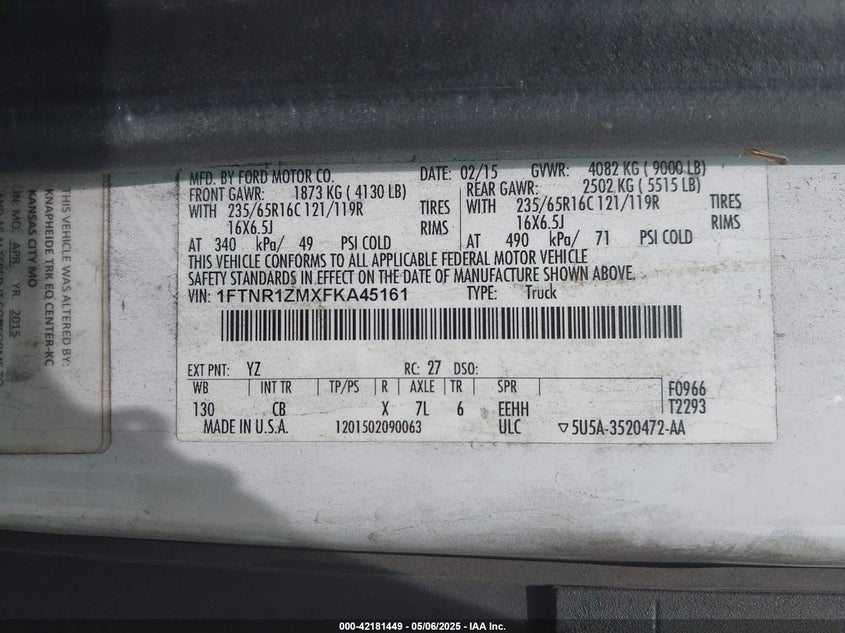 MFD. BY FORD MOTOR CO. DATE: 02/15 GVWR: 4082 KG ( 9000 LB)
FRONT GAWR: 1873 KG ( 4130 LB) REAR GAWR: 2502 KG ( 5515 LB)
WITH 235/65R16C 121/119R TIRES WITH 235/65R16C 121/119R TIRES
16X6.5J RIMS 16X6.5J RIMS
AT 340 kPa/ 49 PSI COLD AT 490 kPa/ 71 PSI COLD
THIS VEHICLE CONFORMS TO ALL APPLICABLE FEDERAL MOTOR VEHICLE
SAFETY STANDARDS IN EFFECT ON THE DATE OF MANUFACTURE SHOWN ABOVE.
VIN: 1FTNR1ZMXFKA45161 TYPE: Truck
EXT PNT: YZ RC: 27 DSO:
WB INT TR TP/PS R AXLE TR SPR F0966
130 CB X 7L 6 EEHH T2293
MADE IN U.S.A. 1201502090063 ULC ▽5U5A-3520472-AA
THIS VEHICLE WAS ALTERED BY:
KNAPHEIDE TRK EQ CENTER-KC
KANSAS CITY MO
IN: MO. APR. YR. 2015
000-42181449 - 05/06/2025 - IAA Inc.